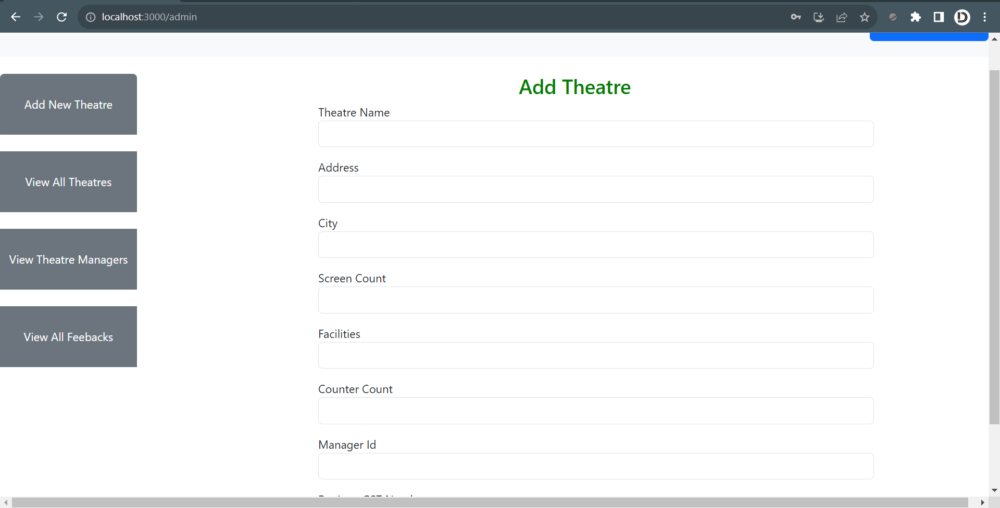 localhost:3000/admin
Add New Theatre
View All Theatres
View Theatre Managers
View All Feebacks
Add Theatre
Theatre Name
Address
City
Screen Count
Facilities
Counter Count
Manager Id